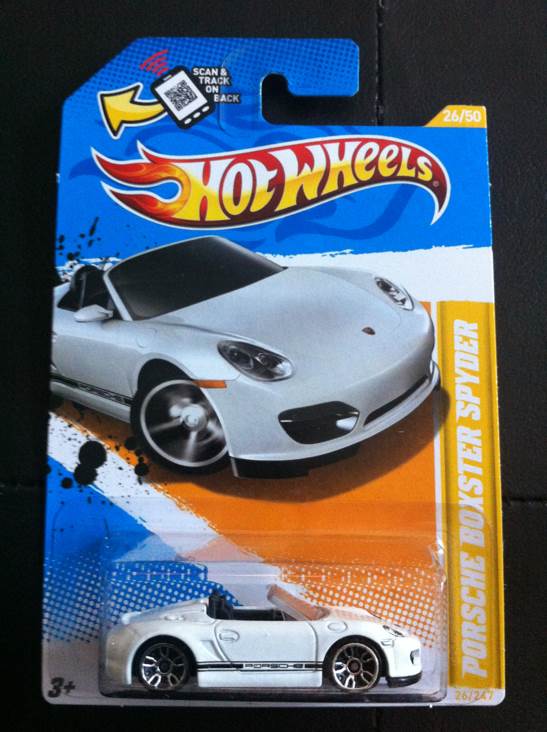 SCAN &
TRACK
ON
BACK
26/50
HOT WHEELS
PORSCHE BOXSTER SPYDER
PORSCHE
3+
26/247